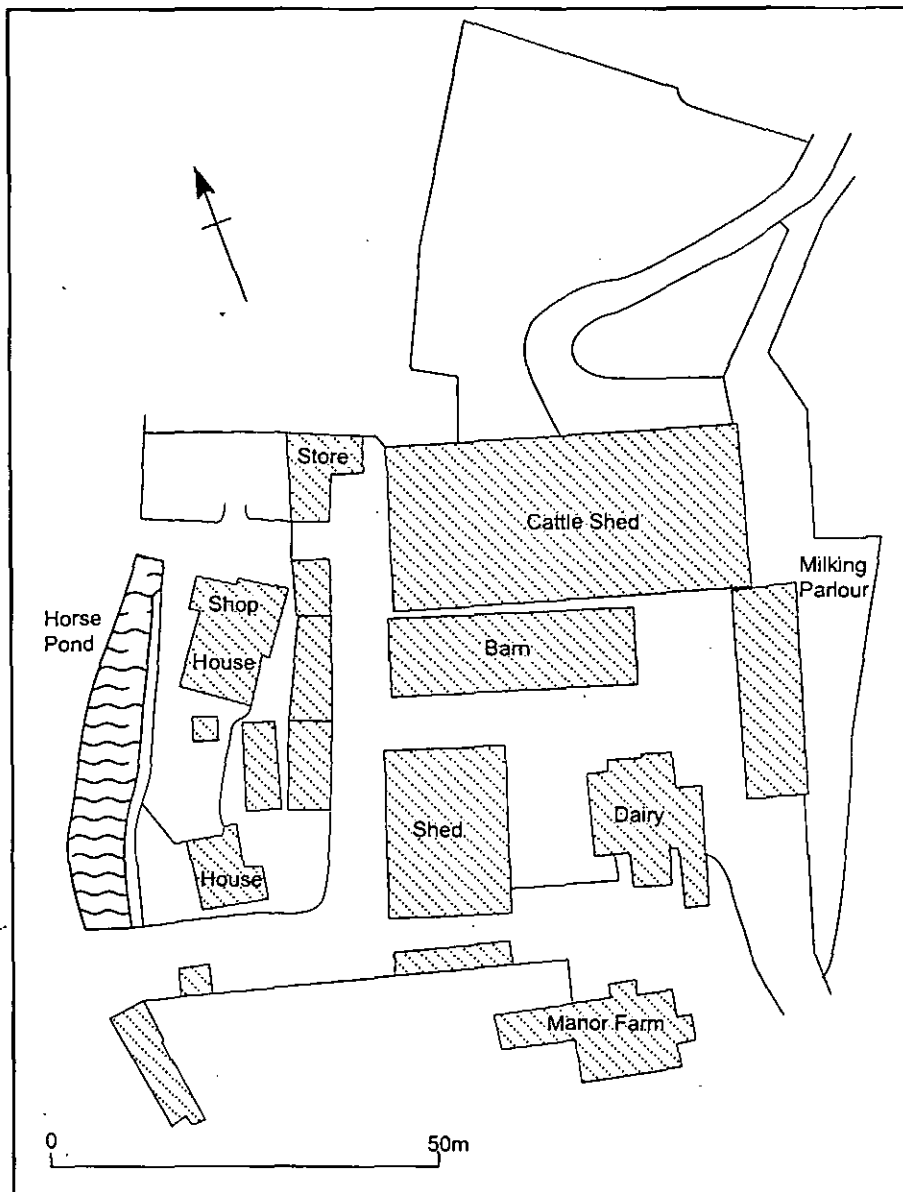 Store
Cattle Shed
Milking
Parlour
Horse
Pond
Shop
House
Barn
Shed
Dairy
House
Manor Farm
0
50m